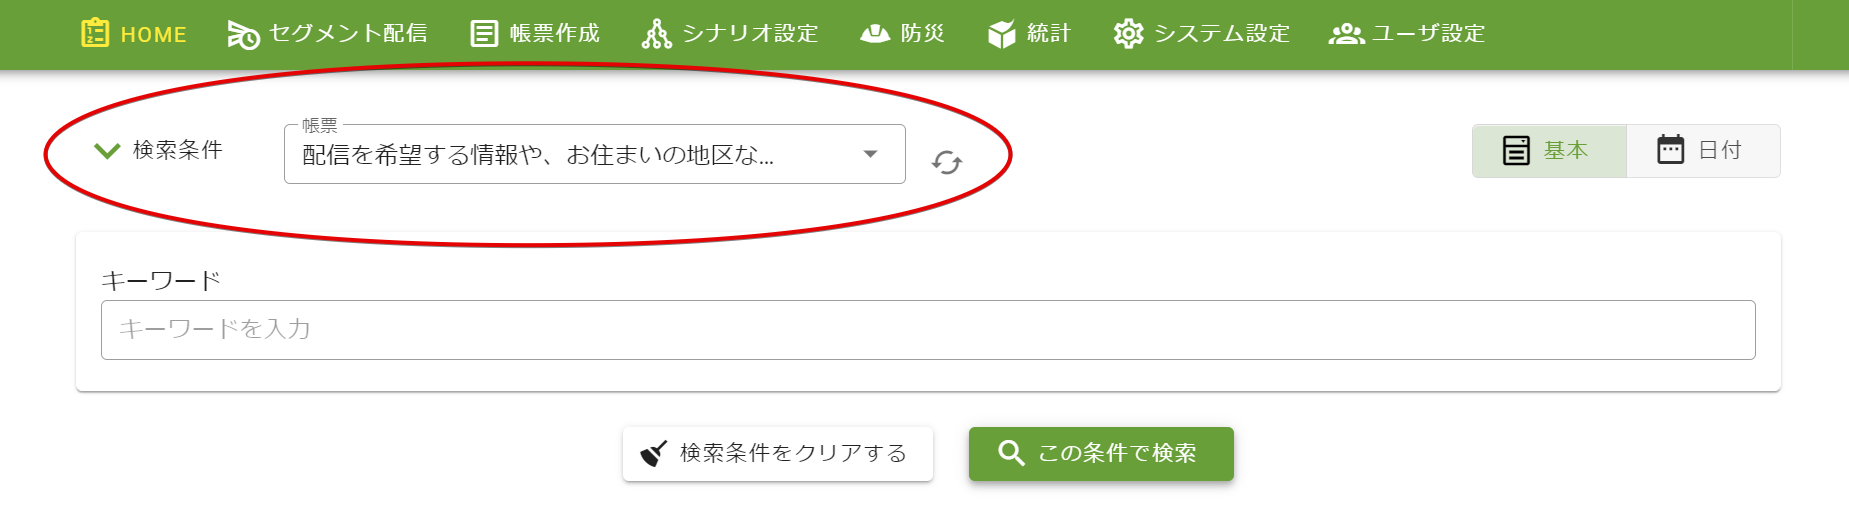 HOME セグメント配信 帳票作成 シナリオ設定 防災 統計 システム設定 ユーザ設定
検索条件
帳票
配信を希望する情報や、お住まいの地区な...
基本 日付
キーワード
キーワードを入力
検索条件をクリアする この条件で検索